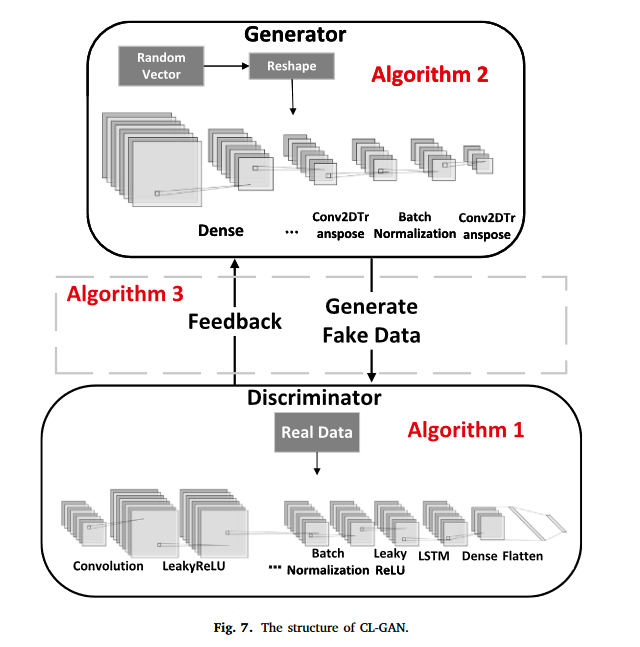 Generator
Random
Vector
Reshape
Algorithm 2
Dense
...
Conv2DTr
anspose
Batch
Normalization
Conv2DTr
anspose
Algorithm 3
Feedback
Generate
Fake Data
Discriminator
Real Data
Algorithm 1
Convolution
LeakyReLU
...
Batch
Normalization
Leaky
ReLU
LSTM
Dense
Flatten
Fig. 7. The structure of CL-GAN.